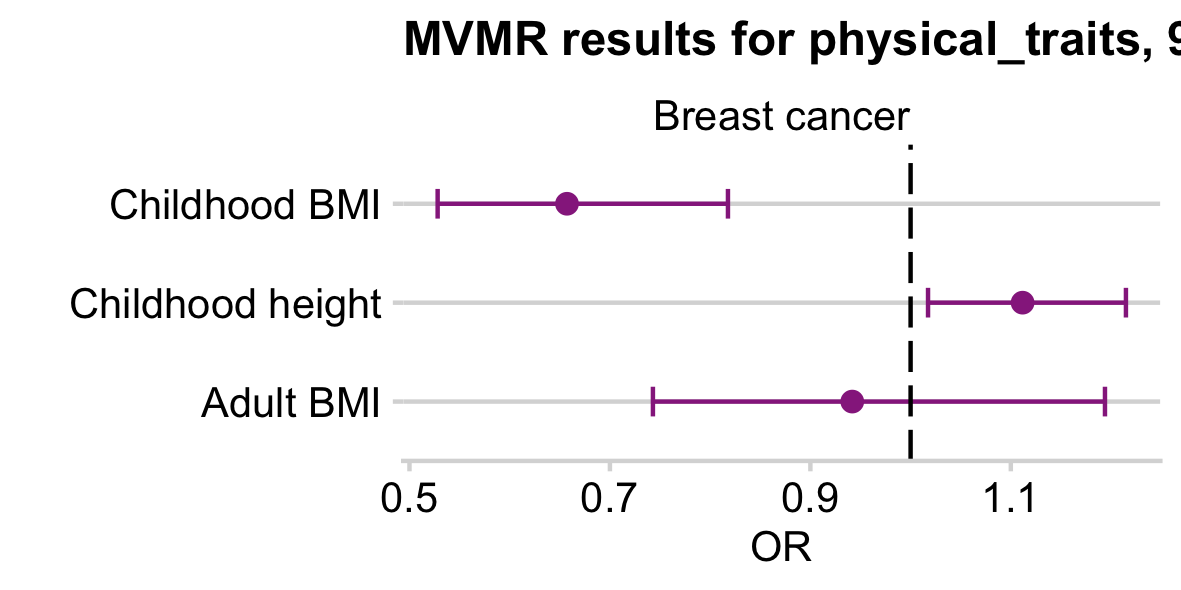 MVMR results for physical_traits, 9
Breast cancer
Childhood BMI
Childhood height
Adult BMI
0.5 0.7 0.9 1.1
OR